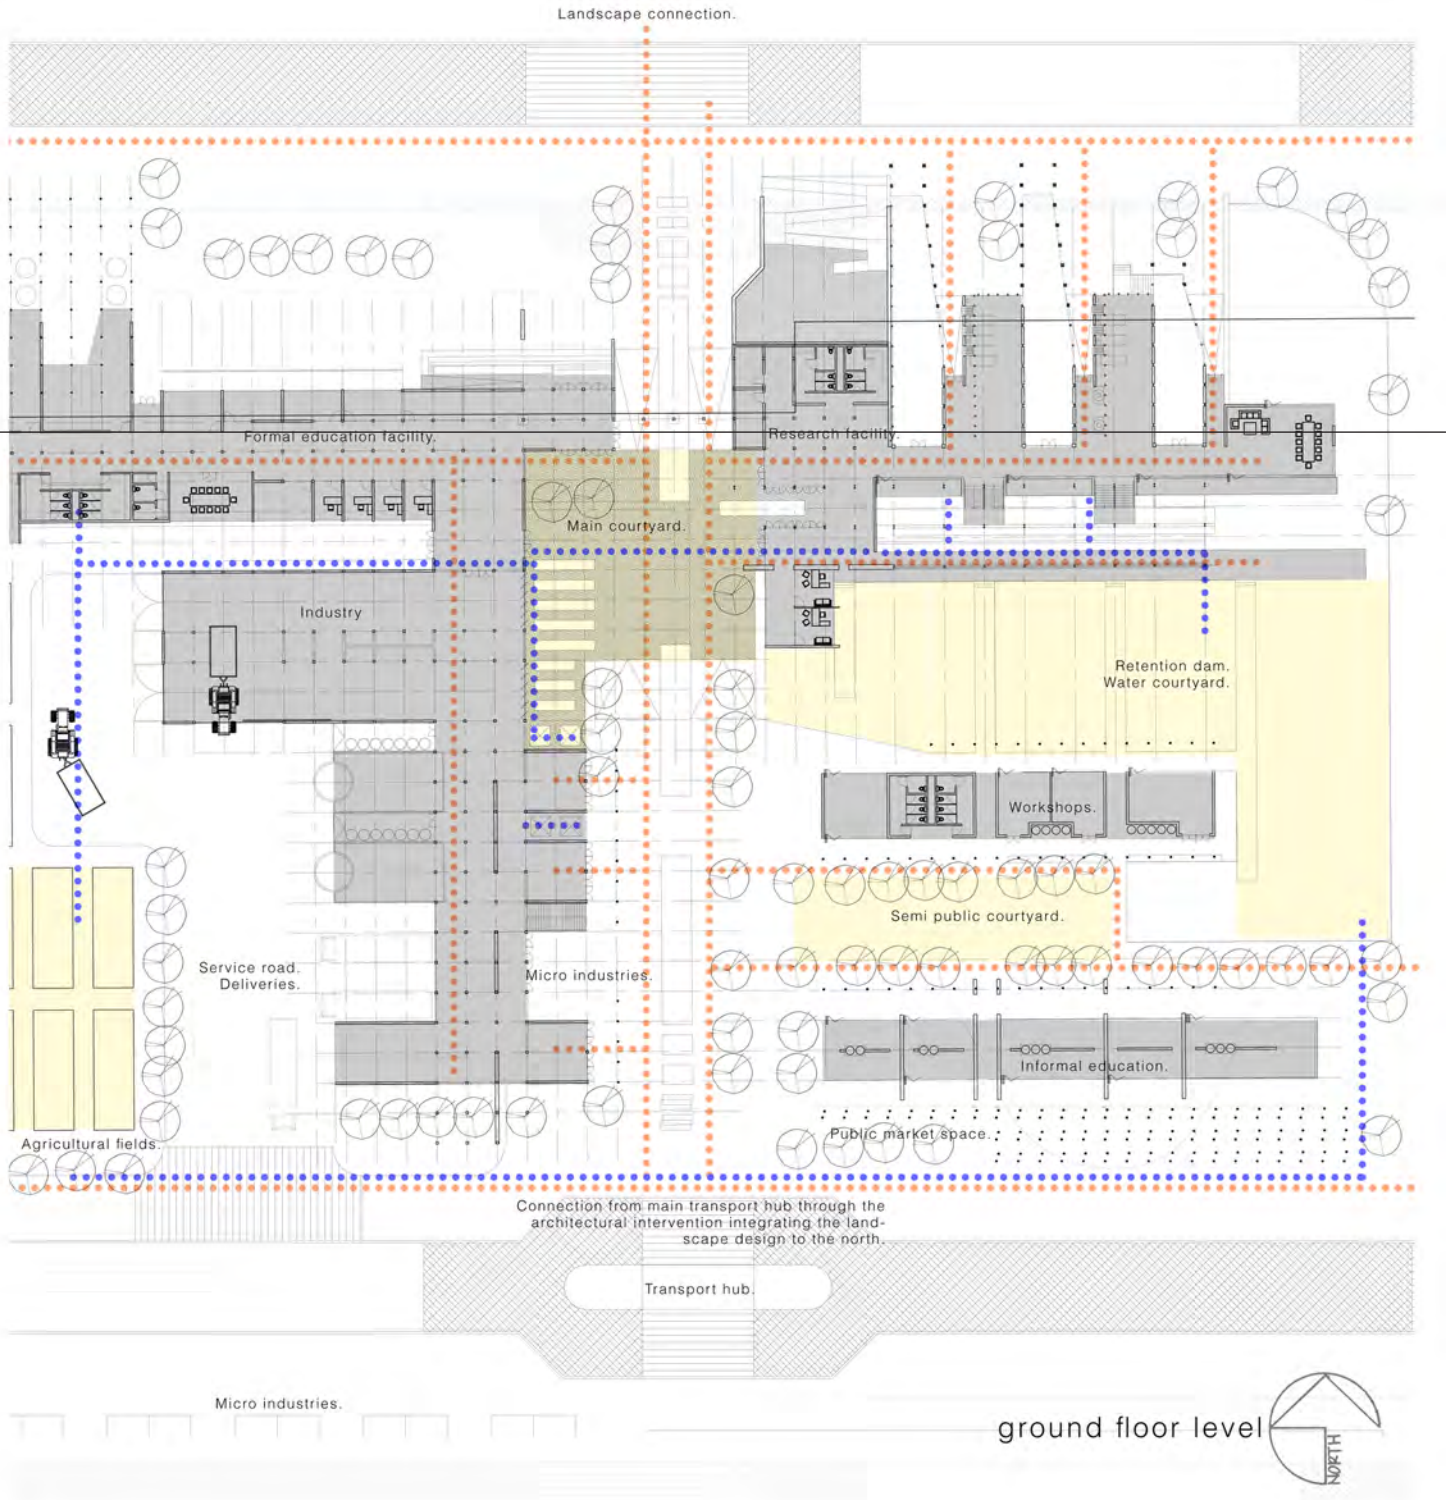 Landscape connection.
Formal education facility.
Research facility.
Main courtyard.
Industry
Retention dam.
Water courtyard.
Workshops.
Semi public courtyard.
Service road.
Deliveries.
Micro industries.
Informal education.
Public market space.
Agricultural fields.
Connection from main transport hub through the
architectural intervention integrating the land-
scape design to the north.
Transport hub.
Micro industries.
ground floor level
NORTH